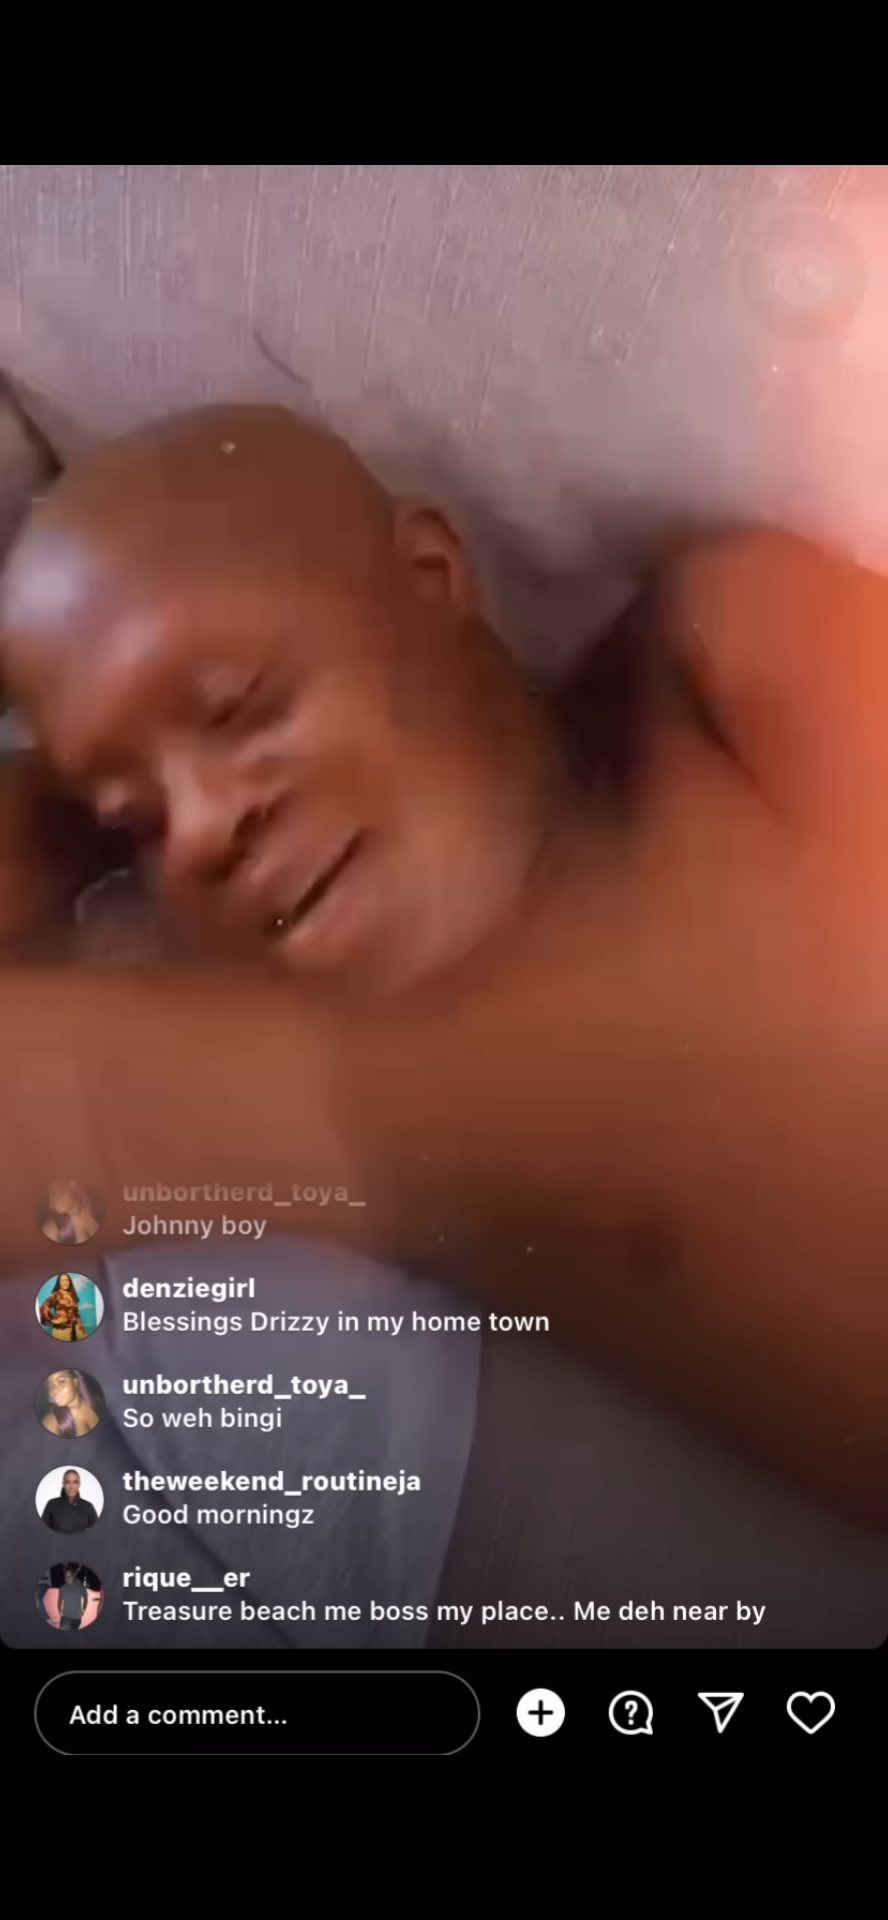 unbortherd_toya_
Johnny boy
denziegirl
Blessings Drizzy in my home town
unbortherd_toya_
So weh bingi
theweekend_routineja
Good morningz
rique__er
Treasure beach me boss my place.. Me deh near by
Add a comment...